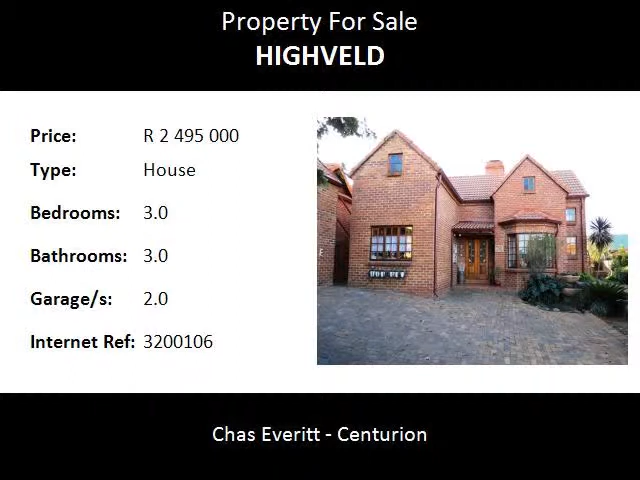 Property For Sale
HIGHVELD
Price: R 2 495 000
Type: House
Bedrooms: 3.0
Bathrooms: 3.0
Garage/s: 2.0
Internet Ref: 3200106
Chas Everitt - Centurion